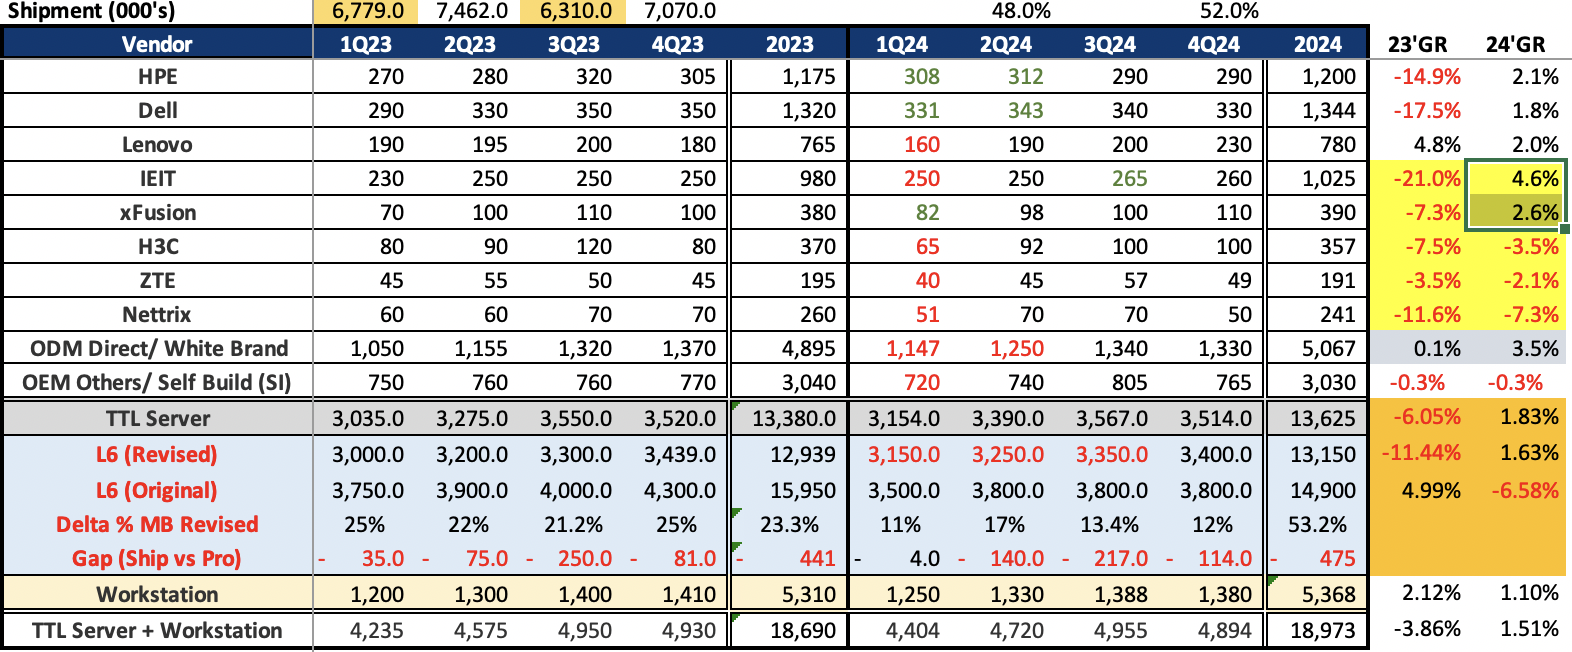 Shipment (000's) 6,779.0 7,462.0 6,310.0 7,070.0 48.0% 52.0%
Vendor 1Q23 2Q23 3Q23 4Q23 2023 1Q24 2Q24 3Q24 4Q24 2024 23'GR 24'GR
HPE 270 280 320 305 1,175 308 312 290 290 1,200 -14.9% 2.1%
Dell 290 330 350 350 1,320 331 343 340 330 1,344 -17.5% 1.8%
Lenovo 190 195 200 180 765 160 190 200 230 780 4.8% 2.0%
IEIT 230 250 250 250 980 250 250 265 260 1,025 -21.0% 4.6%
xFusion 70 100 110 100 380 82 98 100 110 390 -7.3% 2.6%
H3C 80 90 120 80 370 65 92 100 100 357 -7.5% -3.5%
ZTE 45 55 50 45 195 40 45 57 49 191 -3.5% -2.1%
Nettrix 60 60 70 70 260 51 70 70 50 241 -11.6% -7.3%
ODM Direct/ White Brand 1,050 1,155 1,320 1,370 4,895 1,147 1,250 1,340 1,330 5,067 0.1% 3.5%
OEM Others/ Self Build (SI) 750 760 760 770 3,040 720 740 805 765 3,030 -0.3% -0.3%
TTL Server 3,035.0 3,275.0 3,550.0 3,520.0 13,380.0 3,154.0 3,390.0 3,567.0 3,514.0 13,625 -6.05% 1.83%
L6 (Revised) 3,000.0 3,200.0 3,300.0 3,439.0 12,939 3,150.0 3,250.0 3,350.0 3,400.0 13,150 -11.44% 1.63%
L6 (Original) 3,750.0 3,900.0 4,000.0 4,300.0 15,950 3,500.0 3,800.0 3,800.0 3,800.0 14,900 4.99% -6.58%
Delta % MB Revised 25% 22% 21.2% 25% 23.3% 11% 17% 13.4% 12% 53.2%
Gap (Ship vs Pro) - 35.0 - 75.0 - 250.0 - 81.0 - 441 - 4.0 - 140.0 - 217.0 - 114.0 - 475
Workstation 1,200 1,300 1,400 1,410 5,310 1,250 1,330 1,388 1,380 5,368 2.12% 1.10%
TTL Server + Workstation 4,235 4,575 4,950 4,930 18,690 4,404 4,720 4,955 4,894 18,973 -3.86% 1.51%